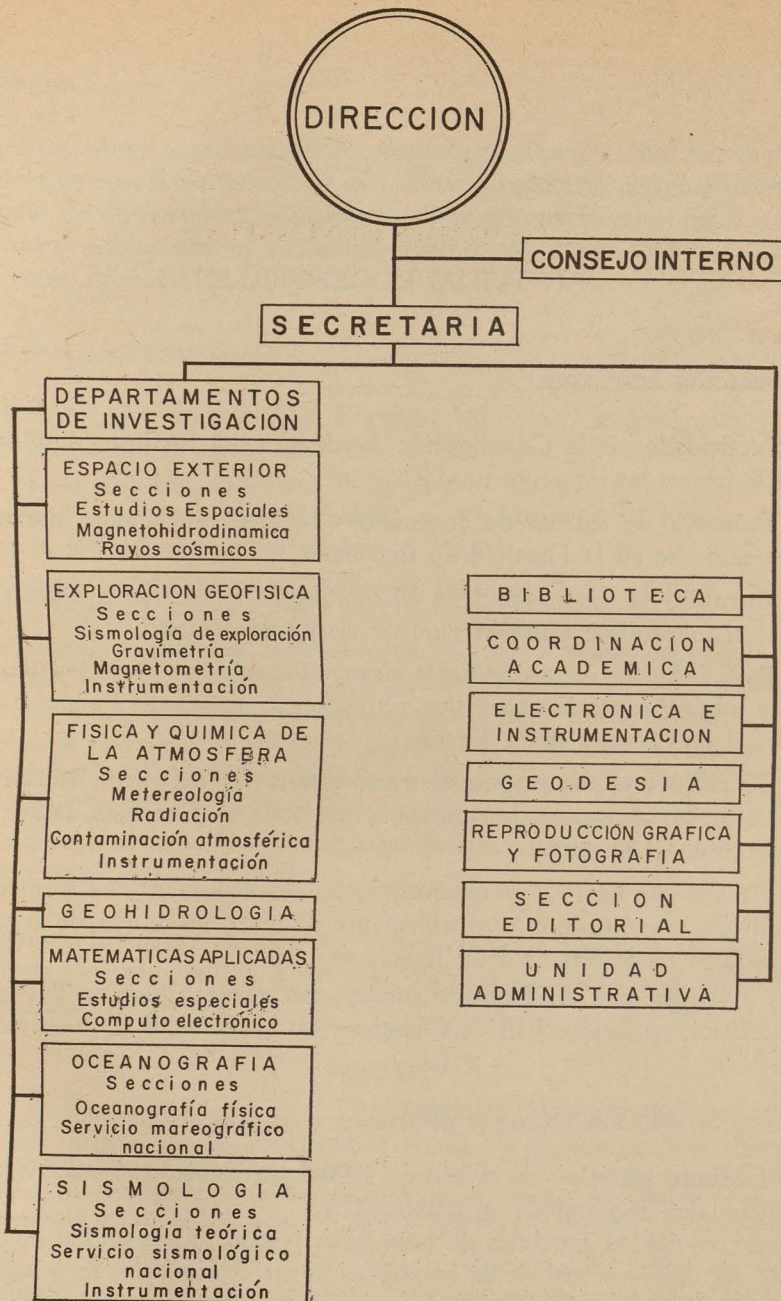 DIRECCION
CONSEJO INTERNO
SECRETARIA
DEPARTAMENTOS
DE INVESTIGACION
ESPACIO EXTERIOR
Secciones
Estudios Espaciales
Magnetohidrodinamica
Rayos cósmicos
EXPLORACION GEOFISICA
Secciones
Sismología de exploración
Gravimetría
Magnetometría
Instrumentación
FISICA Y QUIMICA DE
LA ATMOSFERA
Secciones
Metereología
Radiación
Contaminación atmosférica
Instrumentación
GEOHIDROLOGIA
MATEMATICAS APLICADAS
Secciones
Estudios especiales
Computo electrónico
OCEANOGRAFIA
Secciones
Oceanografía física
Servicio mareográfico
nacional
SISMOLOGIA
Secciones
Sismología teórica
Servicio sismológico
nacional
Instrumentación
BIBLIOTECA
COORDINACION
ACADEMICA
ELECTRONICA E
INSTRUMENTACION
GEODESIA
REPRODUCCIÓN GRAFICA
Y FOTOGRAFIA
SECCION
EDITORIAL
UNIDAD
ADMINISTRATIVA